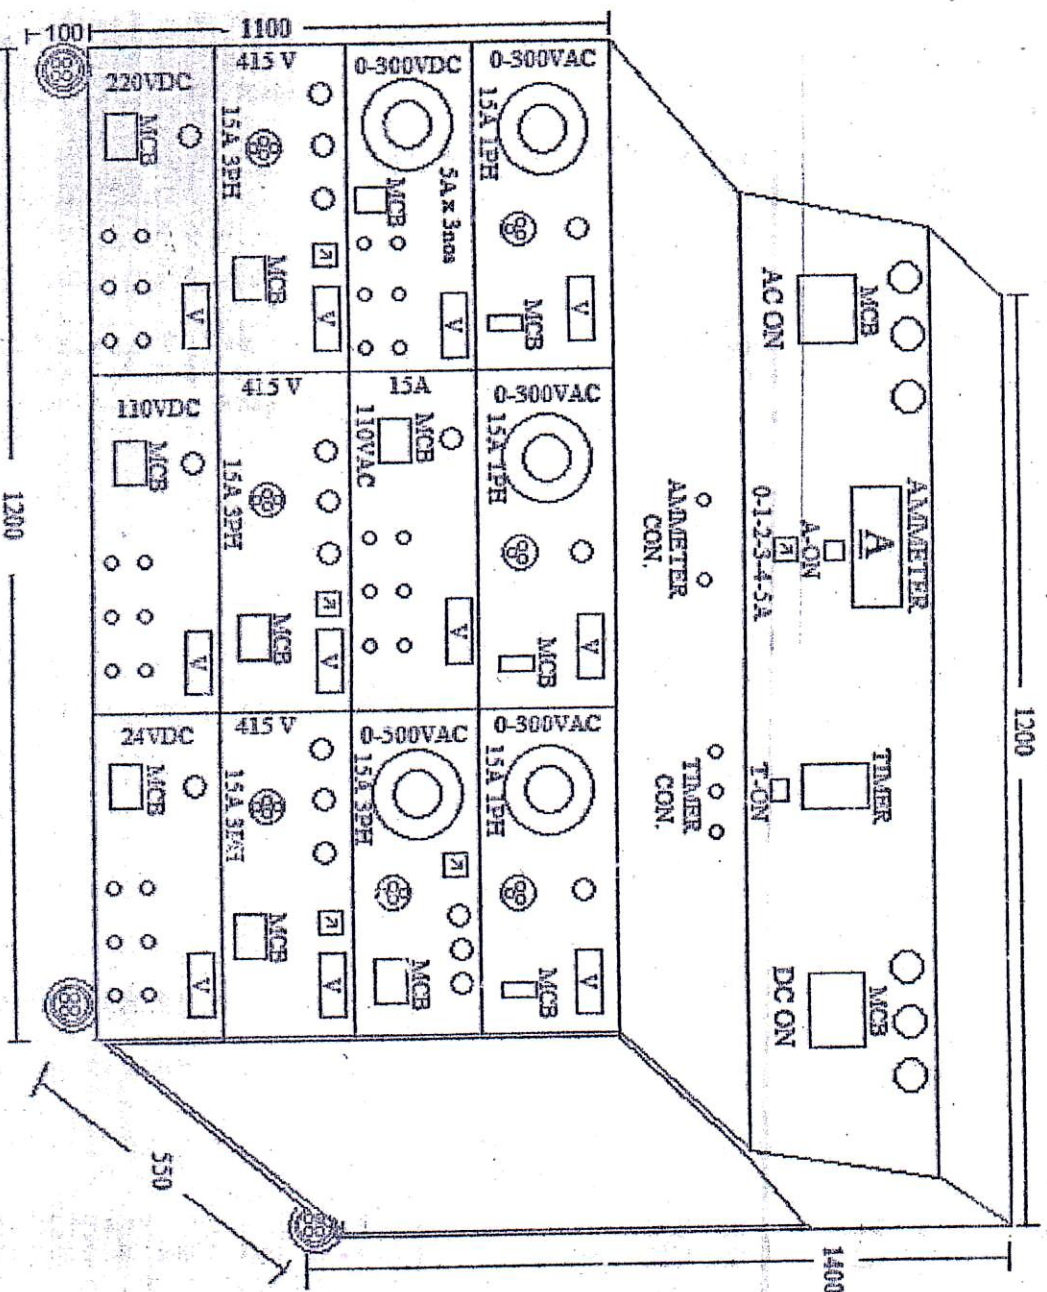 1200
1400
MCB
AC ON
AMMETER
A
A-ON
0-1-2-3-4-5A
AMMETER
CON.
TIMER
T-ON
TIMER
CON.
MCB
DC ON
0-300VAC
15A 1PH
V
MCB
0-300VAC
15A 1PH
V
MCB
0-300VAC
15A 1PH
V
MCB
0-300VDC
5A x 3nos
MCB
V
15A
110VAC
MCB
V
0-500VAC
15A 3PH
MCB
415 V
15A 3PH
MCB
V
415 V
15A 3PH
MCB
V
415 V
15A 3PH
MCB
V
220VDC
MCB
V
110VDC
MCB
V
24VDC
MCB
V
1100
100
1200
550